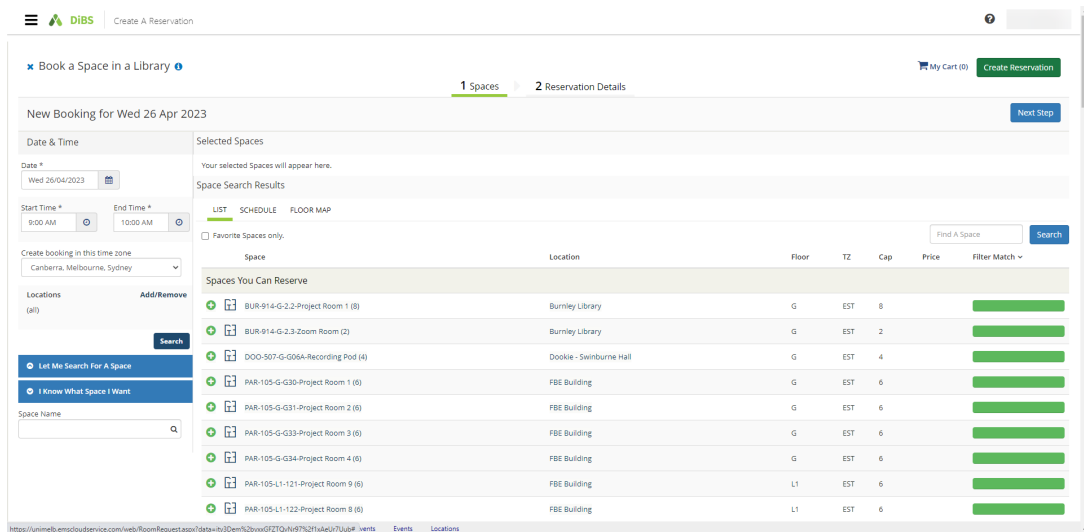 DiBS Create A Reservation
Book a Space in a Library
My Cart (0) Create Reservation
1 Spaces 2 Reservation Details
New Booking for Wed 26 Apr 2023
Next Step
Date & Time
Selected Spaces
Date *
Your selected Spaces will appear here.
Wed 26/04/2023
Space Search Results
Start Time * End Time *
LIST SCHEDULE FLOOR MAP
9:00 AM 10:00 AM
Favorite Spaces only.
Find A Space Search
Create booking in this time zone
Canberra, Melbourne, Sydney
Space Location Floor TZ Cap Price Filter Match
Spaces You Can Reserve
Locations Add/Remove
(all)
Search
Let Me Search For A Space
I Know What Space I Want
Space Name
BUR-914-G-2.2-Project Room 1 (8) Burnley Library G EST 8
BUR-914-G-2.3-Zoom Room (2) Burnley Library G EST 2
DOO-507-G-G06A-Recording Pod (4) Dookie - Swinburne Hall G EST 4
PAR-105-G-G30-Project Room 1 (6) FBE Building G EST 6
PAR-105-G-G31-Project Room 2 (6) FBE Building G EST 6
PAR-105-G-G33-Project Room 3 (6) FBE Building G EST 6
PAR-105-G-G34-Project Room 4 (6) FBE Building G EST 6
PAR-105-L1-121-Project Room 9 (6) FBE Building L1 EST 6
PAR-105-L1-122-Project Room 8 (6) FBE Building L1 EST 6
Events Locations